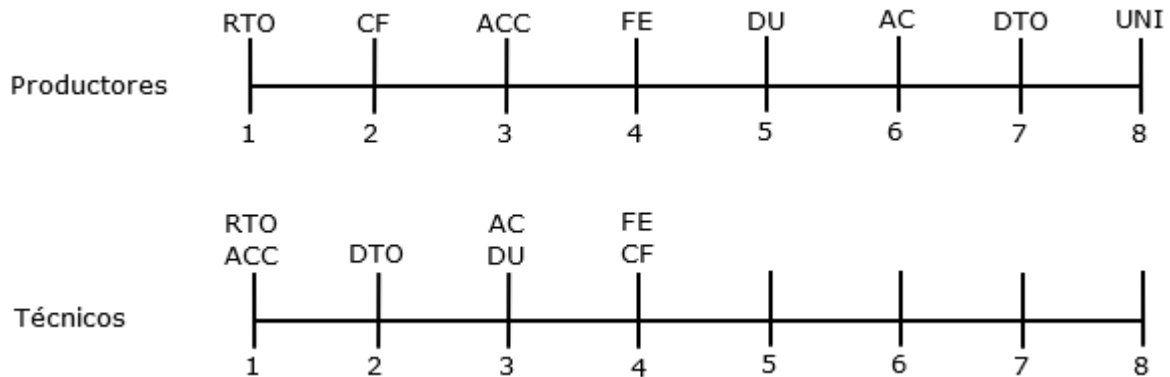 RTO CF ACC FE DU AC DTO UNI
Productores
1 2 3 4 5 6 7 8
RTO AC FE
ACC DTO DU CF
Técnicos
1 2 3 4 5 6 7 8